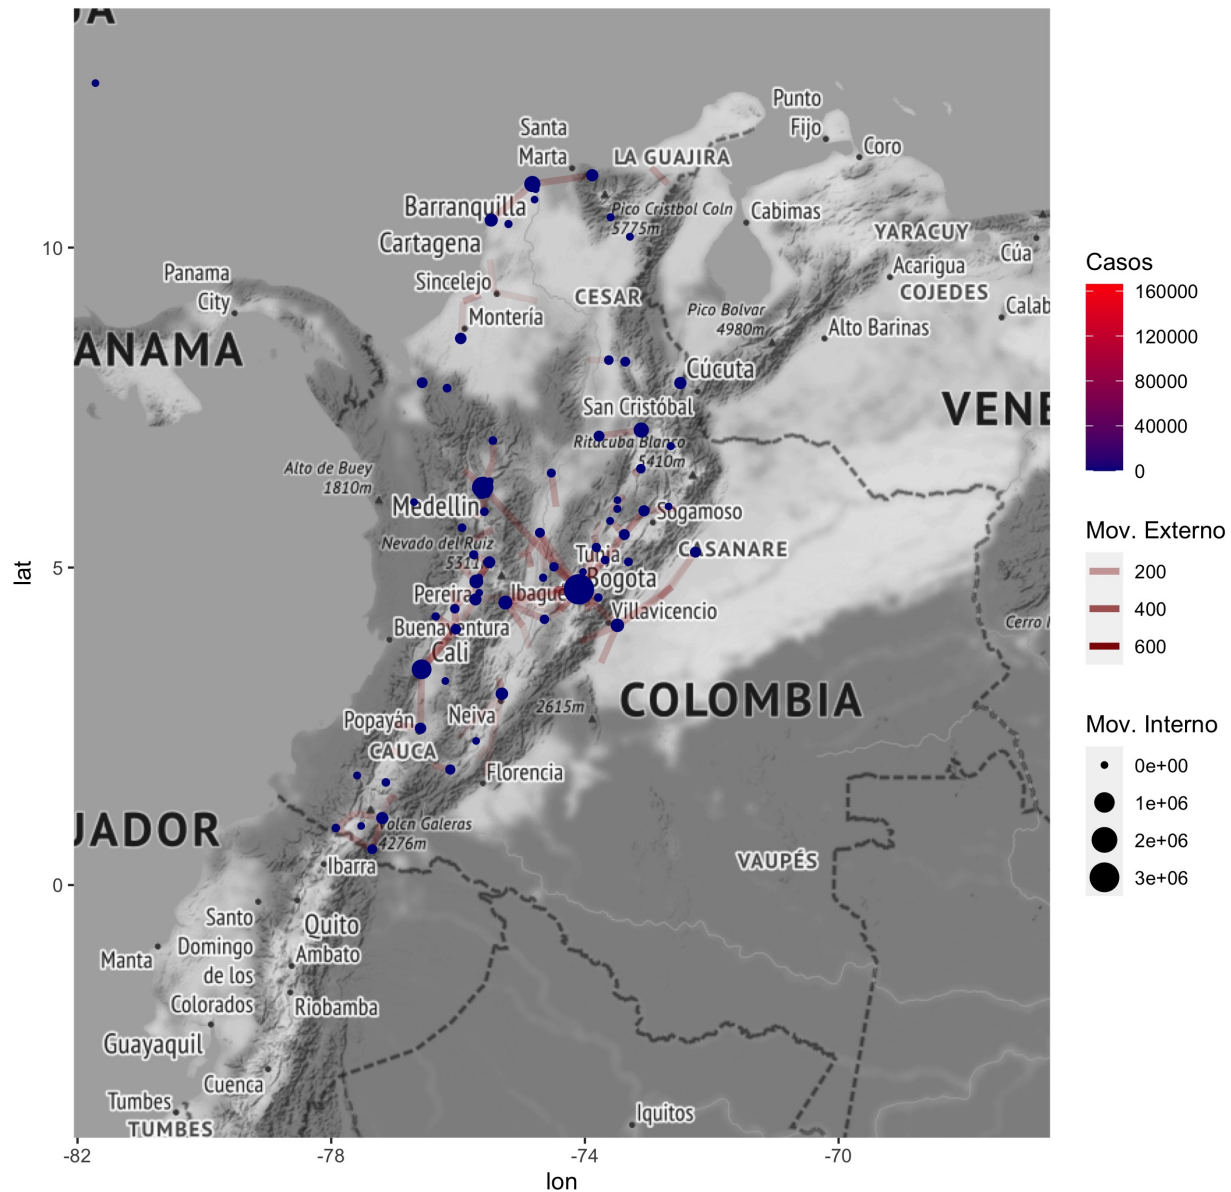 UA
Punto
Fijo
Coro
Santa
Marta
LA GUAJIRA
Barranquilla
Pico Cristbol Coln
5775m
Cabimas
YARACUY
Cúa
Cartagena
Acarigua
COJEDES
Panama
City
Sincelejo
CESAR
Pico Bolvar
4980m
Calab
Montería
Alto Barinas
ANAMA
Cúcuta
San Cristóbal
VENE
Ritacuba Blanco
5410m
Alto de Buey
1810m
Medellin
Sogamoso
Nevado del Ruiz
5311
Tunja
CASANARE
Bogota
Pereira
Ibague
Villavicencio
Buenaventura
Cali
Cerro
COLOMBIA
2615m
Popayán
Neiva
CAUCA
Florencia
UADOR
Volcn Galeras
4276m
Ibarra
VAUPÉS
Santo
Domingo
de los
Colorados
Quito
Ambato
Manta
Riobamba
Guayaquil
Cuenca
Tumbes
TUMBES
Iquitos
10
5
0
lat
-82
-78
-74
-70
lon
Casos
160000
120000
80000
40000
0
Mov. Externo
200
400
600
Mov. Interno
0e+00
1e+06
2e+06
3e+06